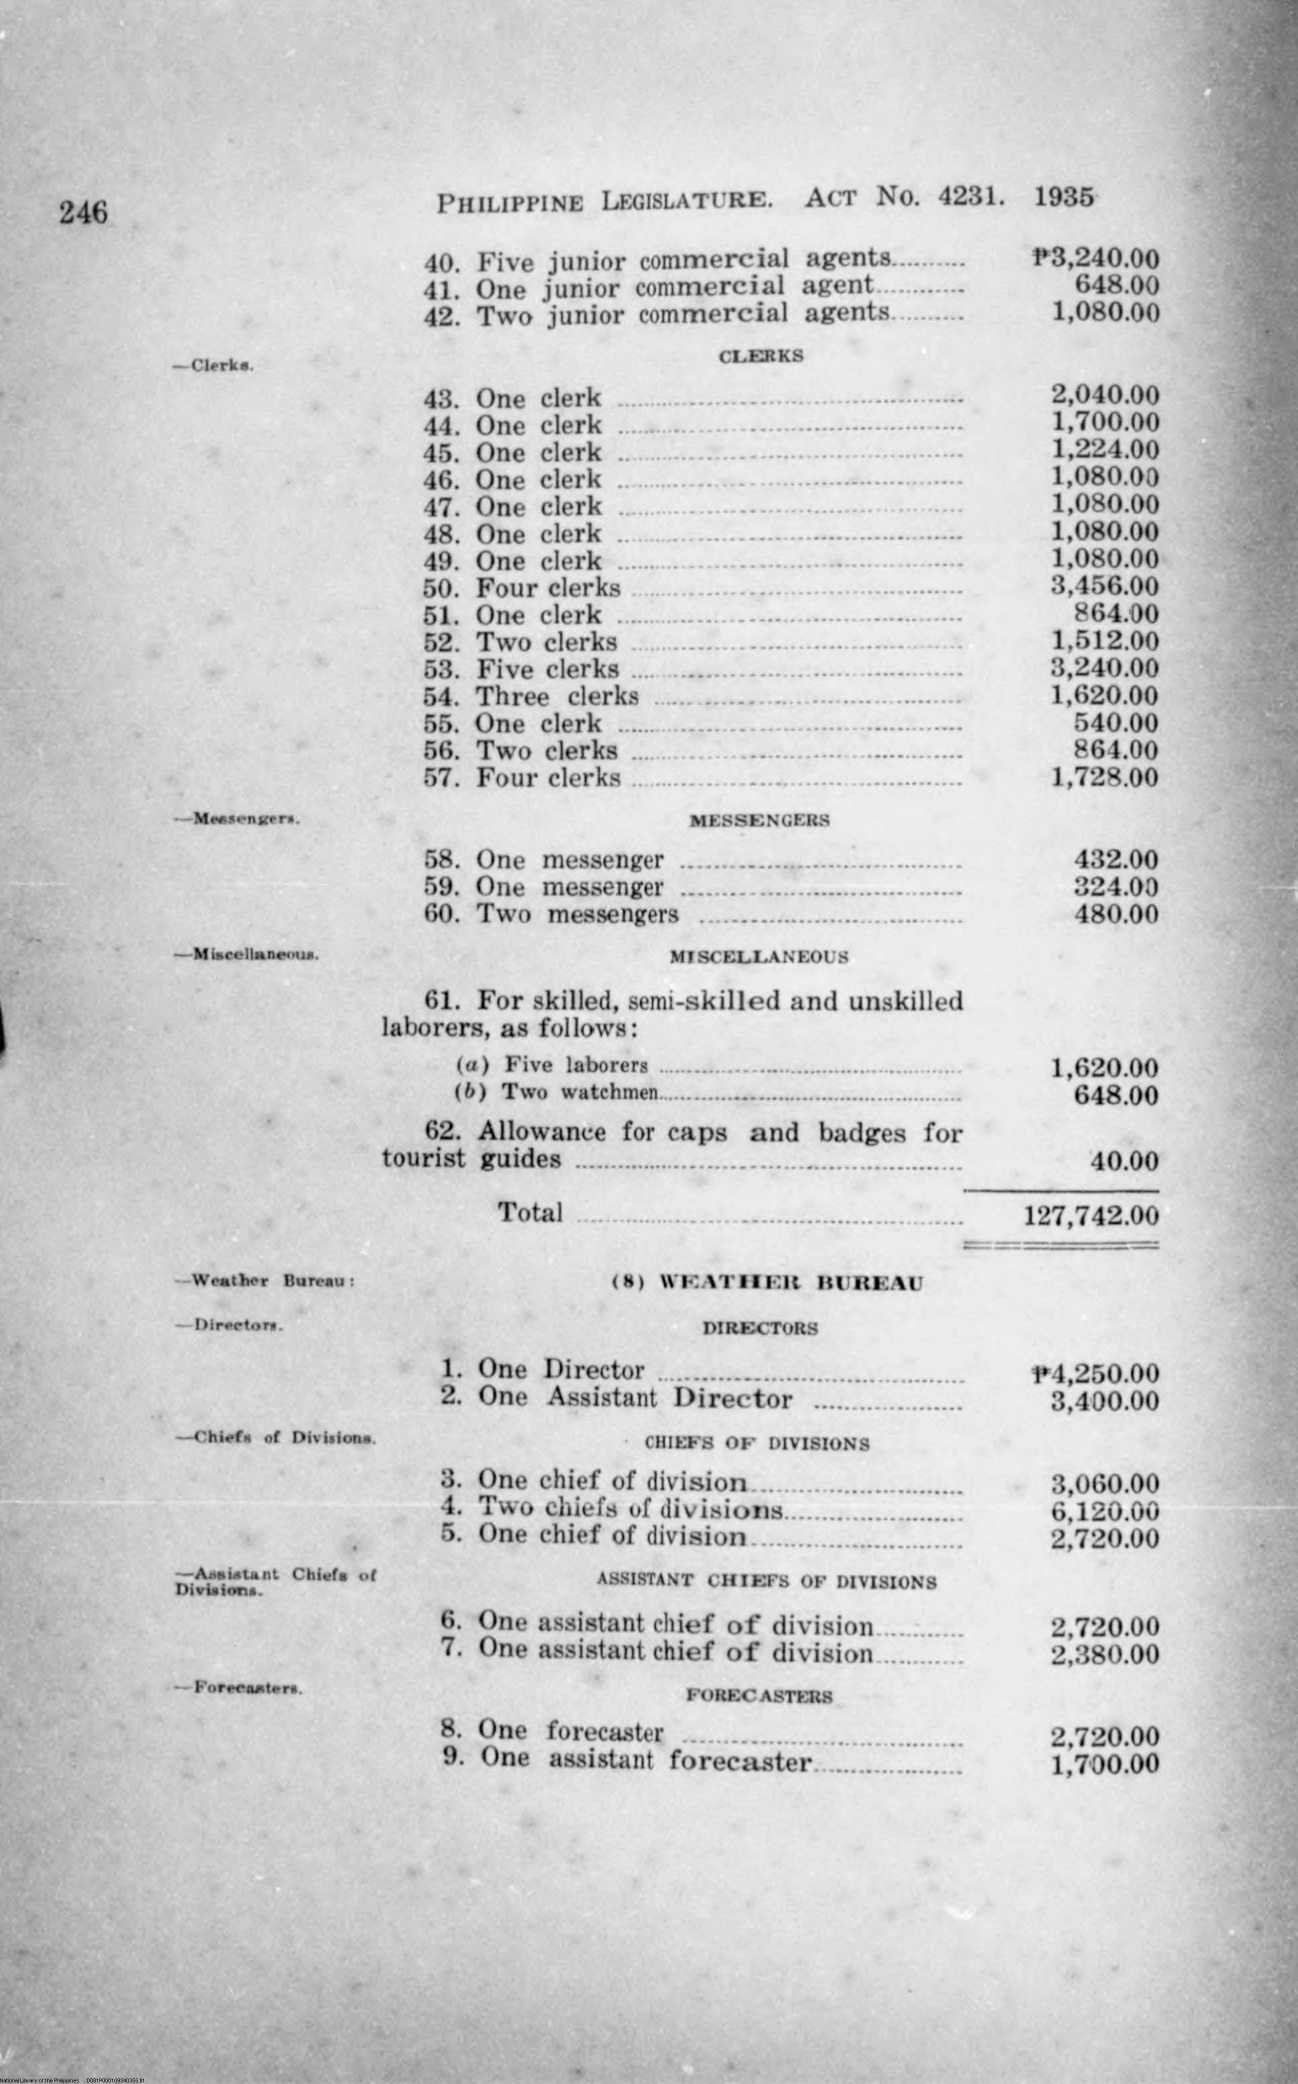 246
PHILIPPINE LEGISLATURE. ACT NO. 4231. 1935
40. Five junior commercial agents.......... ₱3,240.00
41. One junior commercial agent............ 648.00
42. Two junior commercial agents.......... 1,080.00
—Clerks.
CLERKS
43. One clerk .......... 2,040.00
44. One clerk .......... 1,700.00
45. One clerk .......... 1,224.00
46. One clerk .......... 1,080.00
47. One clerk .......... 1,080.00
48. One clerk .......... 1,080.00
49. One clerk .......... 1,080.00
50. Four clerks .......... 3,456.00
51. One clerk .......... 864.00
52. Two clerks .......... 1,512.00
53. Five clerks .......... 3,240.00
54. Three clerks .......... 1,620.00
55. One clerk .......... 540.00
56. Two clerks .......... 864.00
57. Four clerks .......... 1,728.00
—Messengers.
MESSENGERS
58. One messenger .......... 432.00
59. One messenger .......... 324.00
60. Two messengers .......... 480.00
—Miscellaneous.
MISCELLANEOUS
61. For skilled, semi-skilled and unskilled
laborers, as follows:
(a) Five laborers .......... 1,620.00
(b) Two watchmen.......... 648.00
62. Allowance for caps and badges for
tourist guides .......... 40.00
Total .......... 127,742.00
—Weather Bureau:
(8) WEATHER BUREAU
—Directors.
DIRECTORS
1. One Director .......... ₱4,250.00
2. One Assistant Director .......... 3,400.00
—Chiefs of Divisions.
CHIEFS OF DIVISIONS
3. One chief of division.......... 3,060.00
4. Two chiefs of divisions.......... 6,120.00
5. One chief of division.......... 2,720.00
—Assistant Chiefs of
Divisions.
ASSISTANT CHIEFS OF DIVISIONS
6. One assistant chief of division.......... 2,720.00
7. One assistant chief of division.......... 2,380.00
—Forecasters.
FORECASTERS
8. One forecaster .......... 2,720.00
9. One assistant forecaster.......... 1,700.00
National Library of the Philippines